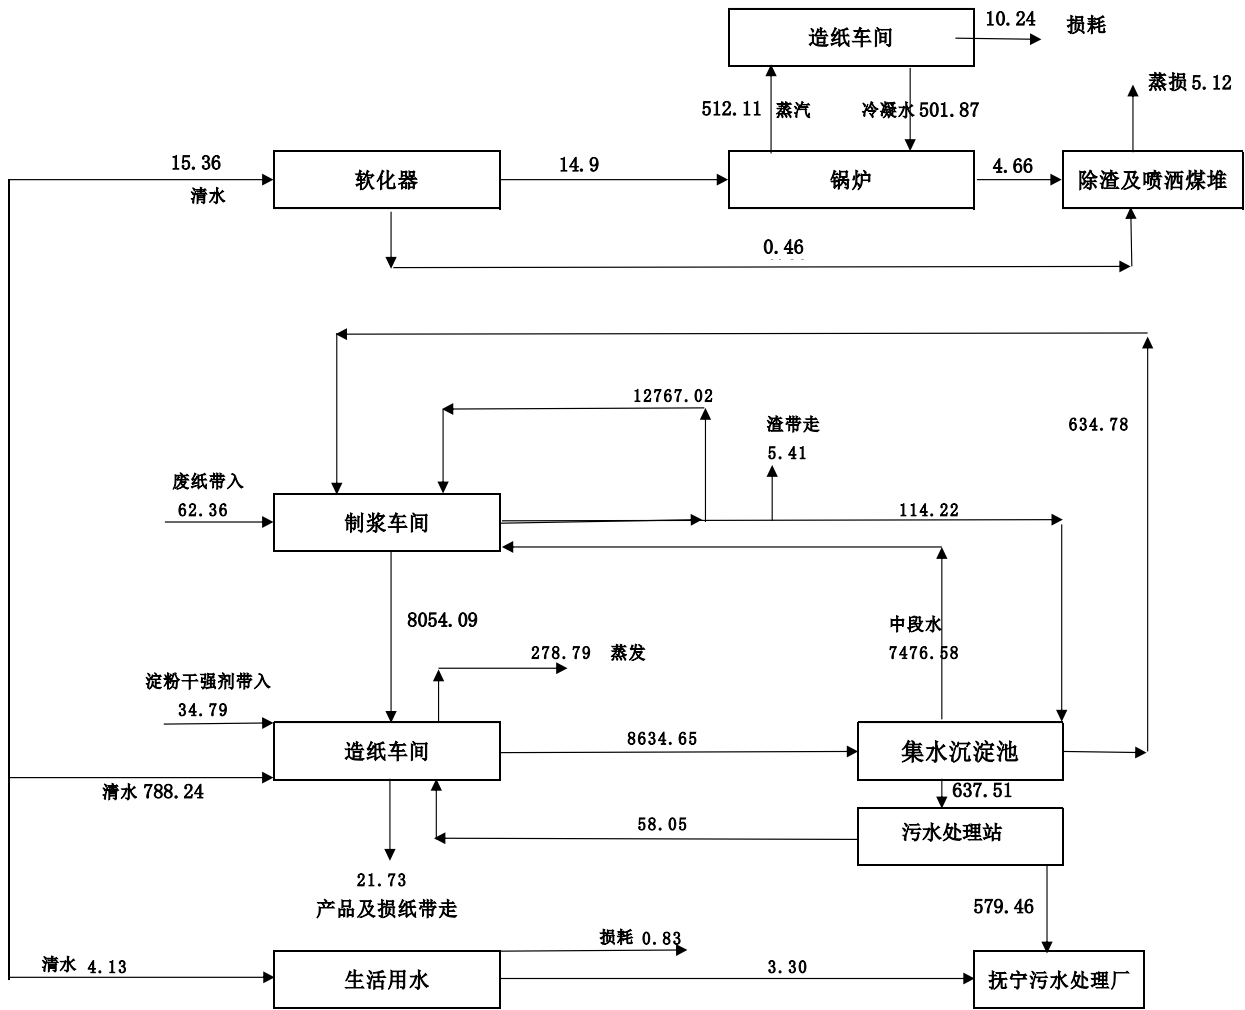 造纸车间
10.24 损耗
蒸损 5.12
512.11 蒸汽
冷凝水 501.87
15.36
清水
软化器
14.9
锅炉
4.66
除渣及喷洒煤堆
0.46
12767.02
渣带走
5.41
634.78
废纸带入
62.36
制浆车间
114.22
8054.09
中段水
7476.58
278.79 蒸发
淀粉干强剂带入
34.79
造纸车间
8634.65
集水沉淀池
清水 788.24
637.51
58.05
污水处理站
21.73
产品及损纸带走
579.46
清水 4.13
生活用水
损耗 0.83
3.30
抚宁污水处理厂